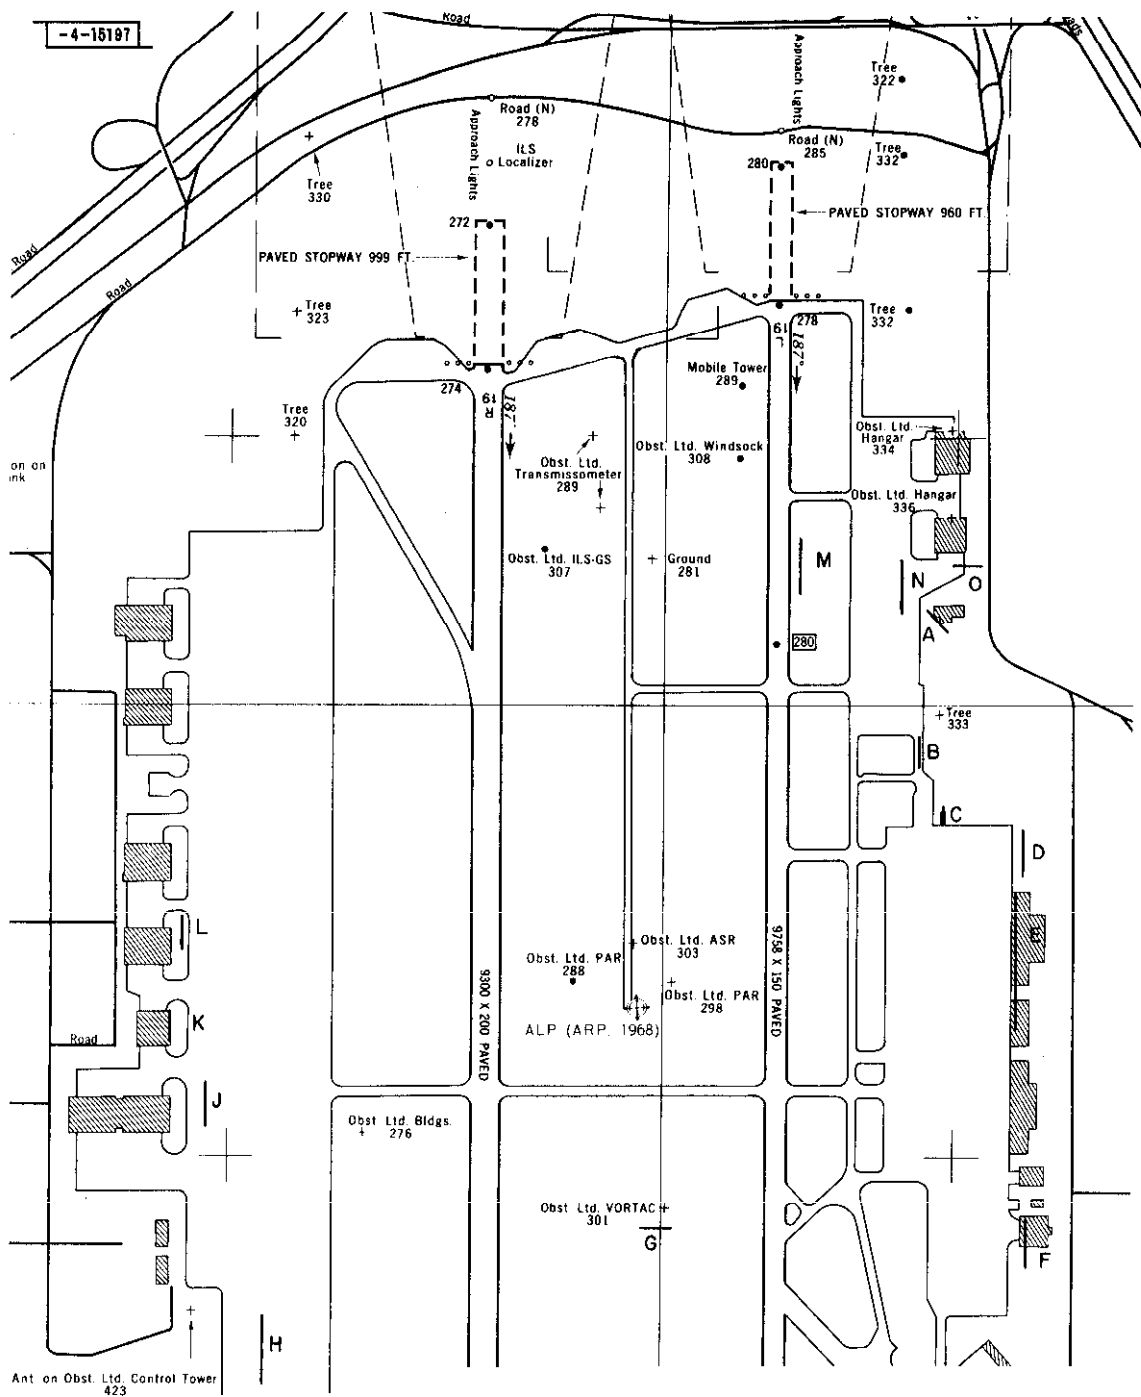 -4-15197
Road
Approach Lights
Tree
322
Road (N)
278
Approach Lights
Road (N)
285
ILS
Localizer
Tree
332
280
Tree
330
272
PAVED STOPWAY 960 FT.
Road
PAVED STOPWAY 999 FT.
Road
Tree
323
Tree
332
278
19
L
187°
274
19
R
187°
Mobile Tower
289
Tree
320
Obst. Ltd.
Hangar
334
Obst. Ltd.
Transmissometer
289
Obst. Ltd. Windsock
308
on on
ink
Obst. Ltd. Hangar
336
Obst. Ltd. ILS-GS
307
Ground
281
M
N
O
A
280
Tree
333
B
C
D
L
E
Obst. Ltd. ASR
303
Obst. Ltd. PAR
288
Obst. Ltd. PAR
298
9300 X 200 PAVED
9758 X 150 PAVED
K
ALP (ARP. 1968)
Road
J
Obst. Ltd. Bldgs.
276
Obst. Ltd. VORTAC
301
G
F
H
Ant on Obst. Ltd. Control Tower
423